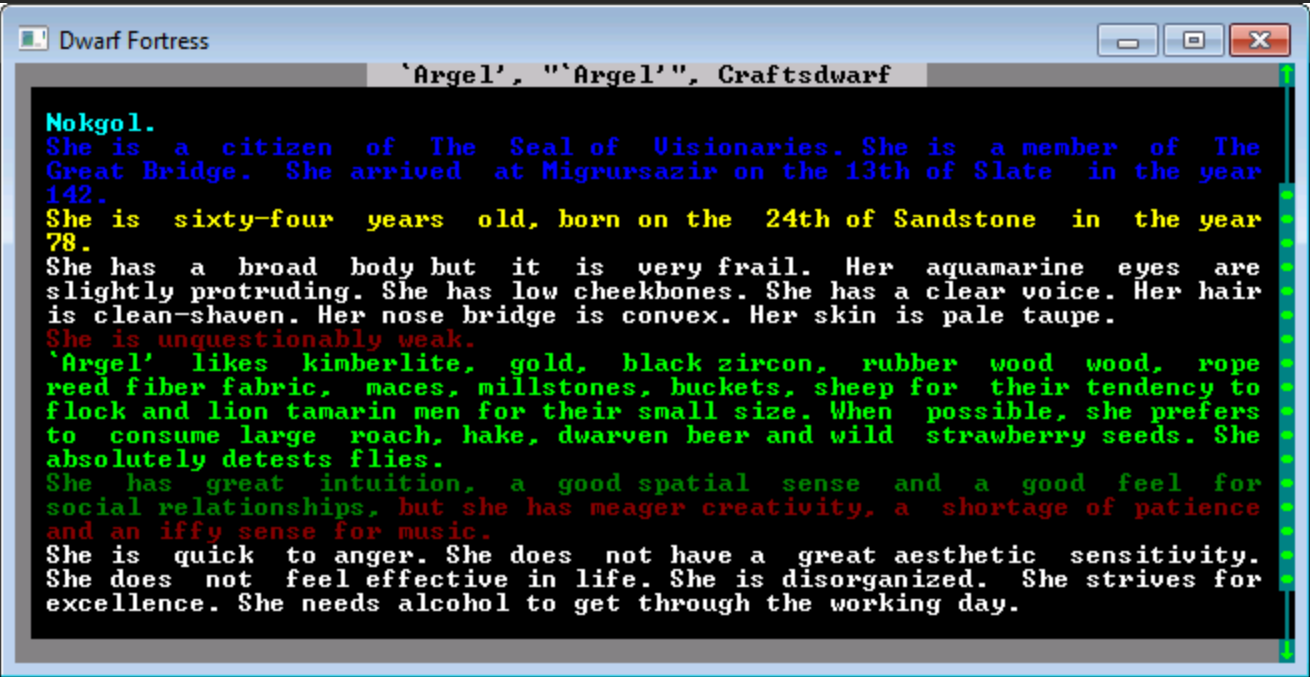 Dwarf Fortress
`Argel', "`Argel'", Craftsdwarf
Nokgol.
She is a citizen of The Seal of Visionaries. She is a member of The
Great Bridge. She arrived at Migrursazir on the 13th of Slate in the year
142.
She is sixty-four years old, born on the 24th of Sandstone in the year
78.
She has a broad body but it is very frail. Her aquamarine eyes are
slightly protruding. She has low cheekbones. She has a clear voice. Her hair
is clean-shaven. Her nose bridge is convex. Her skin is pale taupe.
She is unquestionably weak.
`Argel' likes kimberlite, gold, black zircon, rubber wood wood, rope
reed fiber fabric, maces, millstones, buckets, sheep for their tendency to
flock and lion tamarin men for their small size. When possible, she prefers
to consume large roach, hake, dwarven beer and wild strawberry seeds. She
absolutely detests flies.
She has great intuition, a good spatial sense and a good feel for
social relationships, but she has meager creativity, a shortage of patience
and an iffy sense for music.
She is quick to anger. She does not have a great aesthetic sensitivity.
She does not feel effective in life. She is disorganized. She strives for
excellence. She needs alcohol to get through the working day.